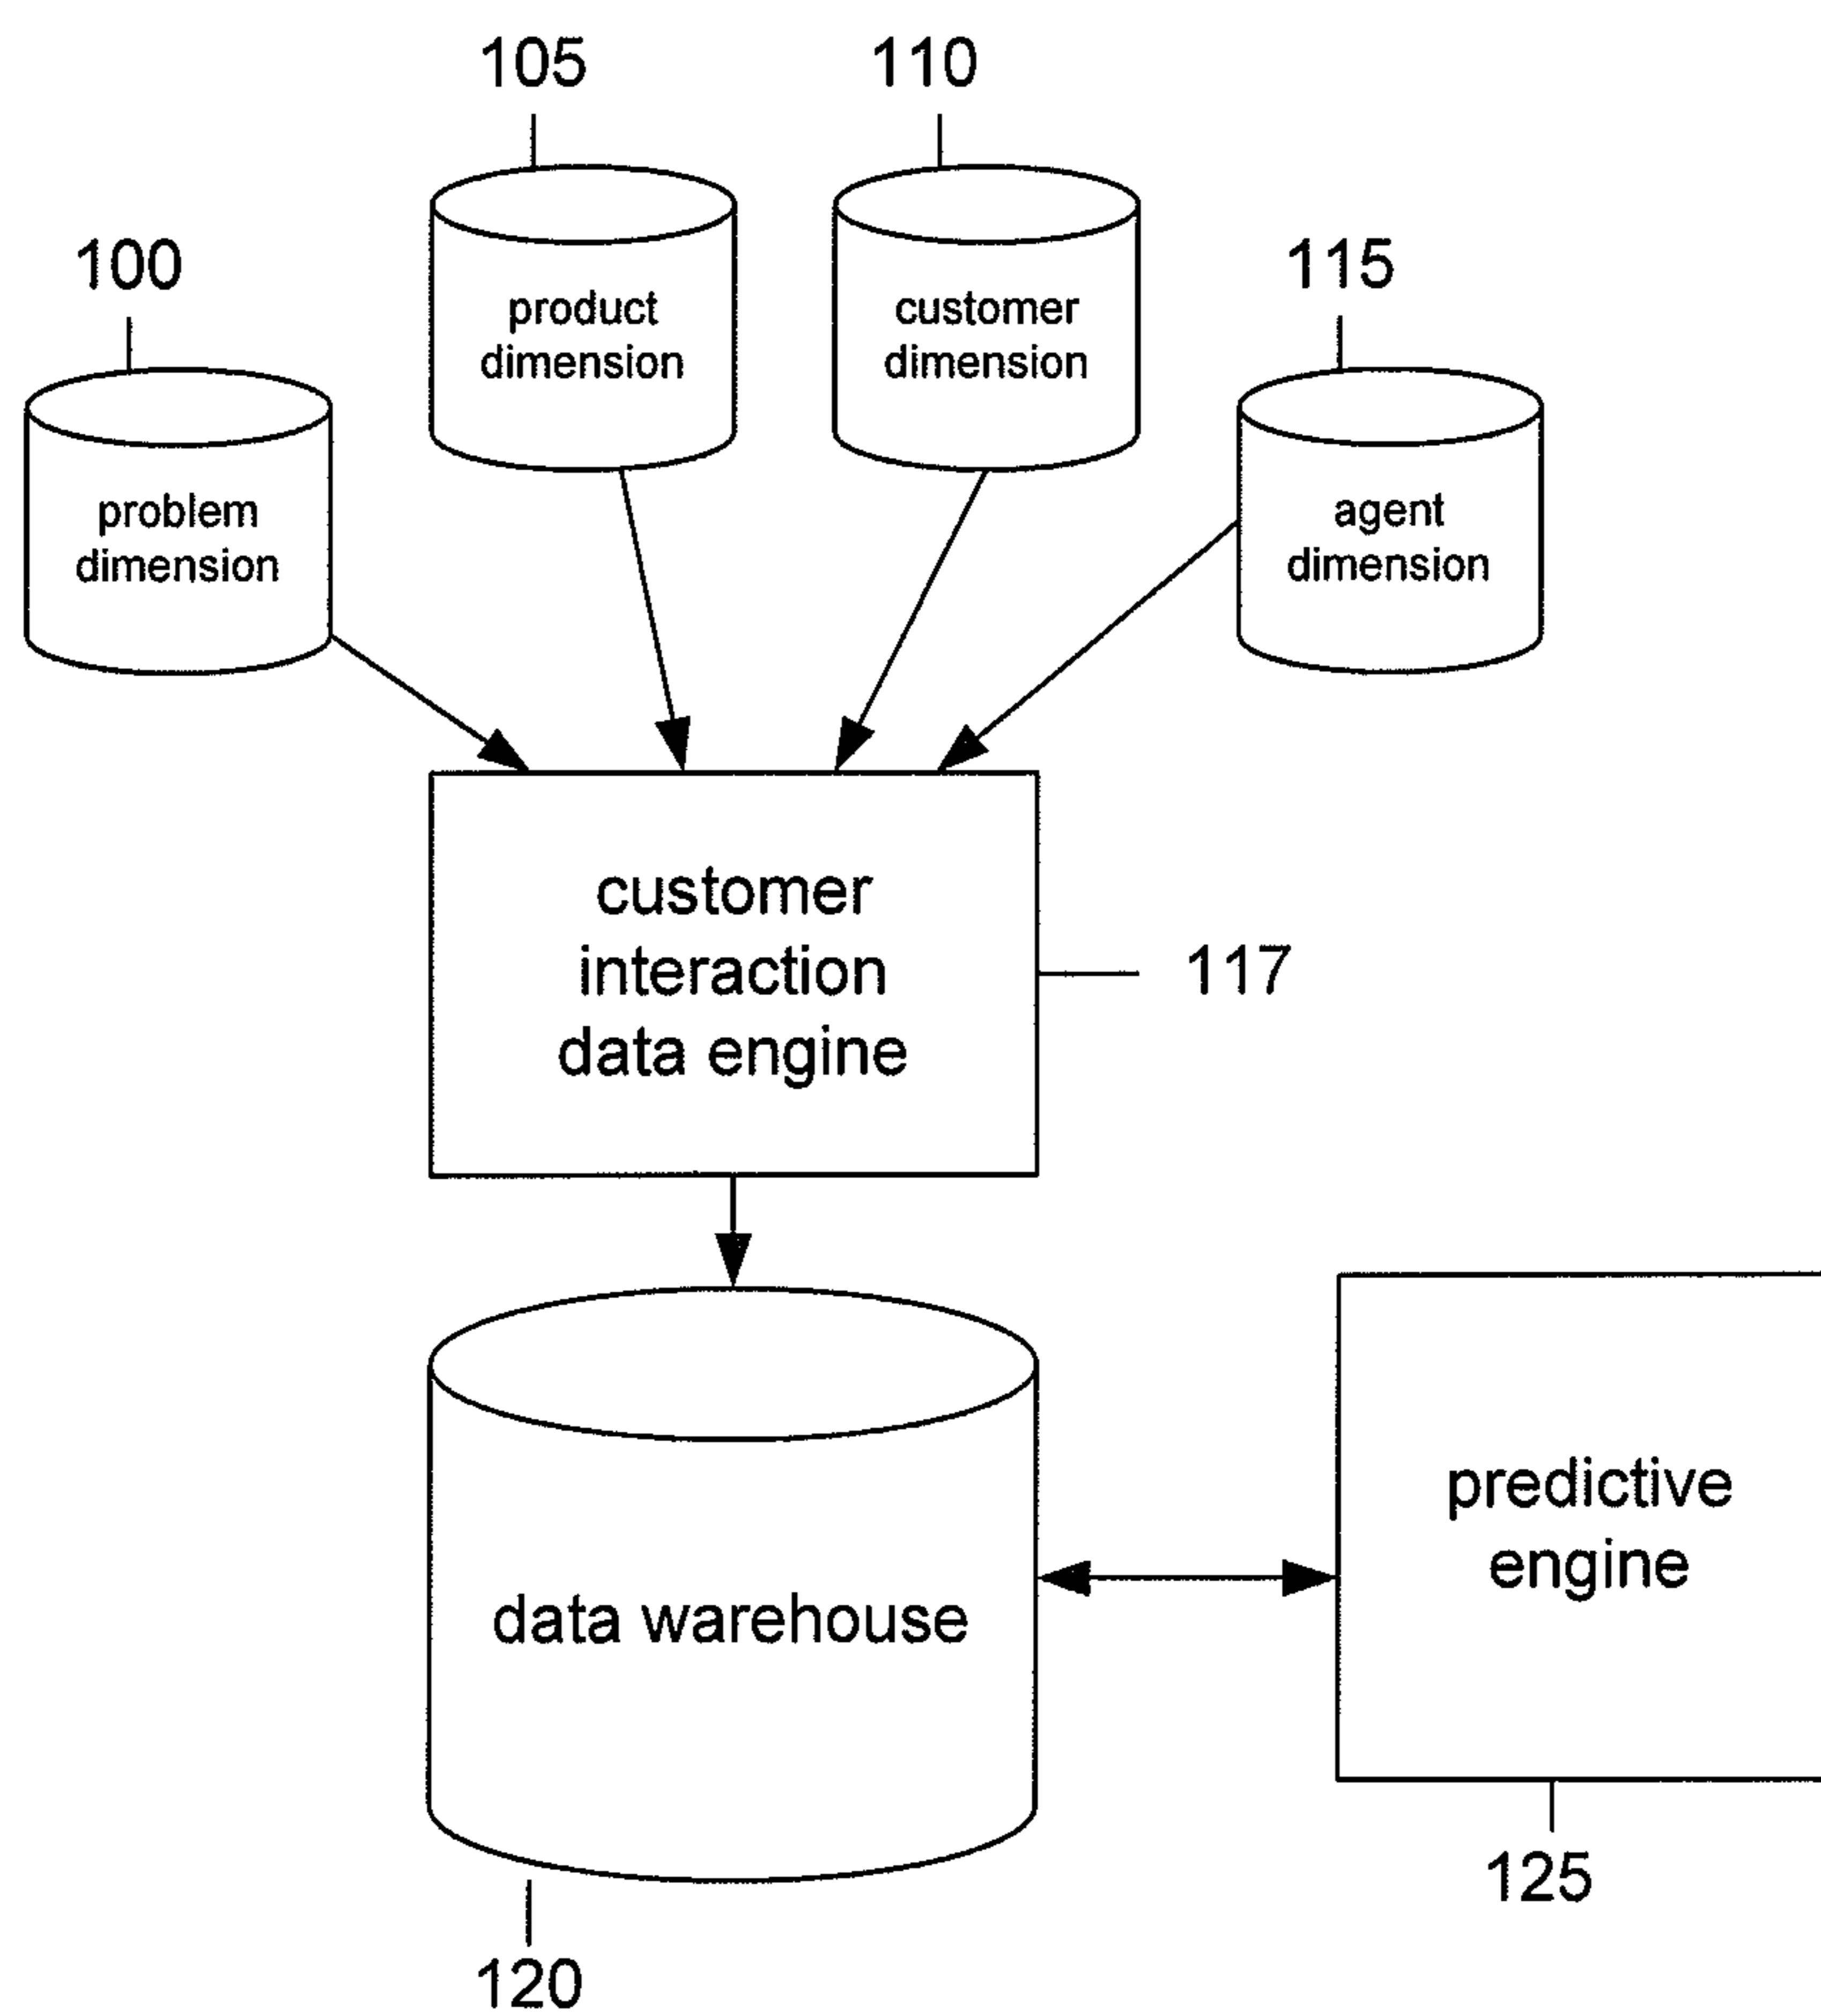 105
110
100
115
product
dimension
customer
dimension
problem
dimension
agent
dimension
customer
interaction
data engine
117
predictive
engine
data warehouse
125
120